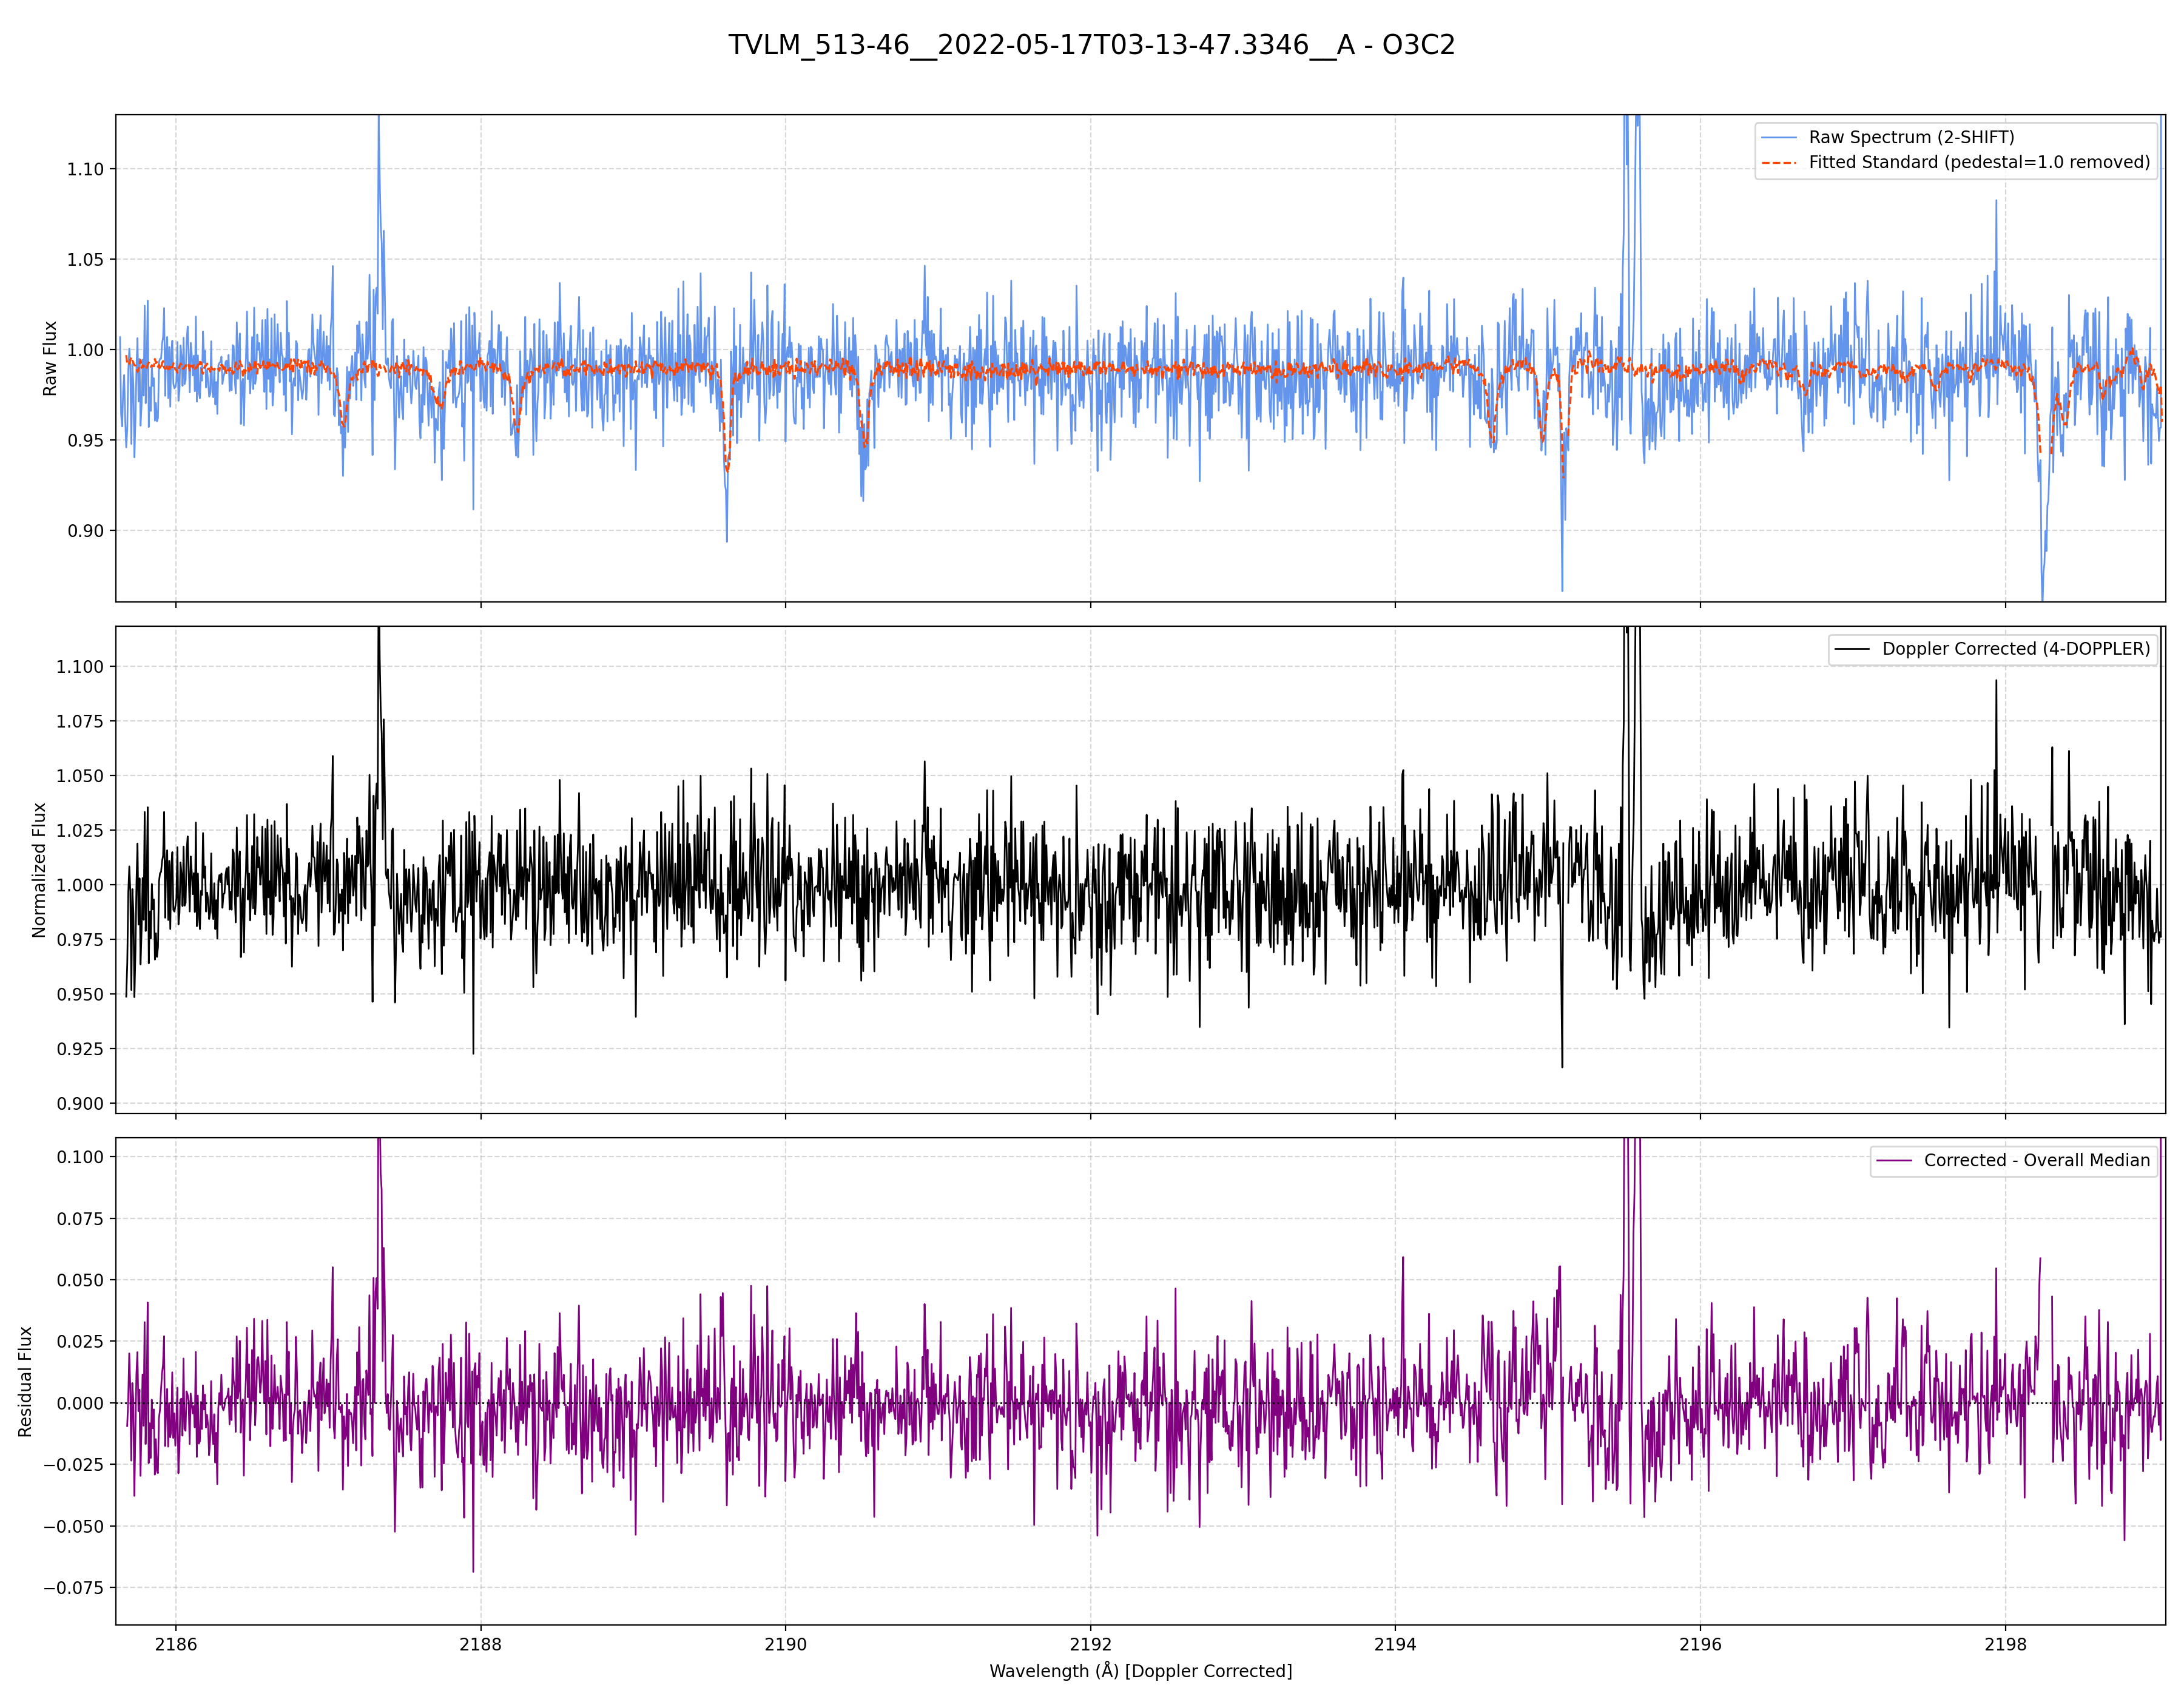 TVLM_513-46__2022-05-17T03-13-47.3346__A - O3C2
Raw Spectrum (2-SHIFT)
Fitted Standard (pedestal=1.0 removed)
Raw Flux
1.10
1.05
1.00
0.95
0.90
Doppler Corrected (4-DOPPLER)
Normalized Flux
1.100
1.075
1.050
1.025
1.000
0.975
0.950
0.925
0.900
Corrected - Overall Median
Residual Flux
0.100
0.075
0.050
0.025
0.000
−0.025
−0.050
−0.075
2186 2188 2190 2192 2194 2196 2198
Wavelength (Å) [Doppler Corrected]